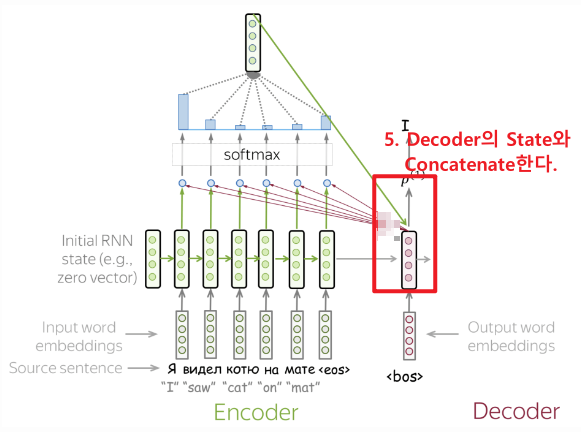 I
5. Decoder의 State와
Concatenate한다.
softmax
Initial RNN
state (e.g.,
zero vector)
Input word
embeddings
Output word
embeddings
Source sentence
Я видел котю на мате <eos>
"I" "saw" "cat" "on" "mat"
<bos>
Encoder
Decoder